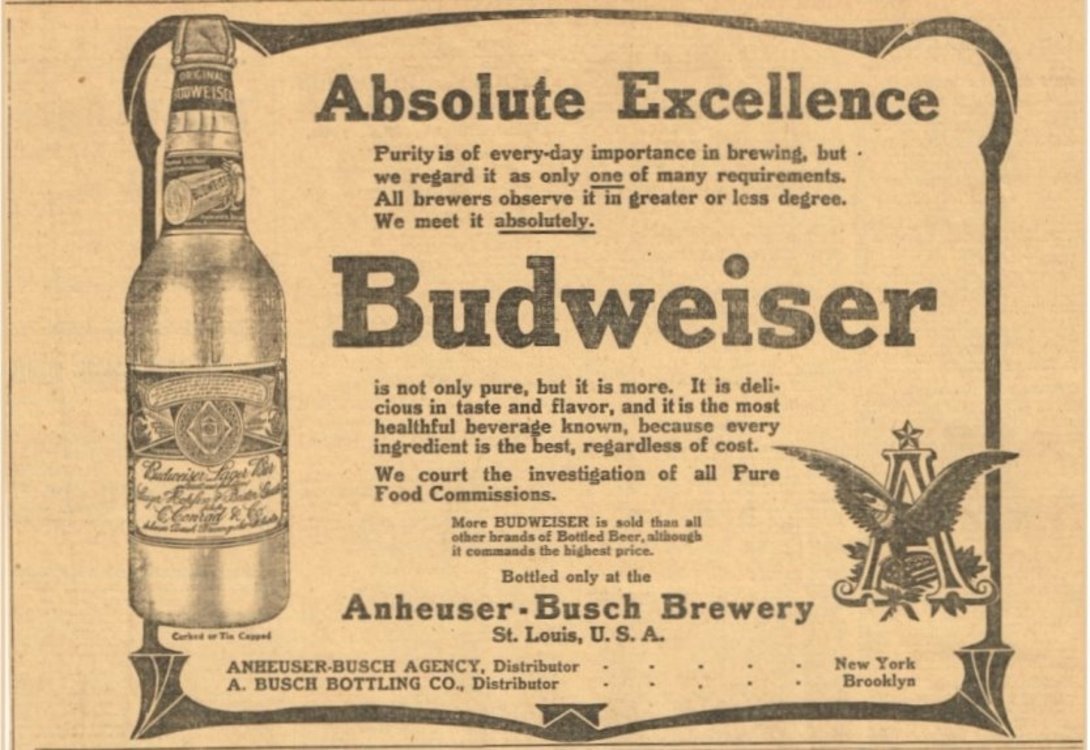 ORIGINAL
BUDWEISER
BUDWEISER
Absolute Excellence
Purity is of every-day importance in brewing, but
we regard it as only one of many requirements.
All brewers observe it in greater or less degree.
We meet it absolutely.
Budweiser
is not only pure, but it is more. It is deli-
cious in taste and flavor, and it is the most
healthful beverage known, because every
ingredient is the best, regardless of cost.
We court the investigation of all Pure
Food Commissions.
More BUDWEISER is sold than all
other brands of Bottled Beer, although
it commands the highest price.
Bottled only at the
Anheuser-Busch Brewery
St. Louis, U. S. A.
Budweiser Lager Bier
C. Conrad & Co
A
Corked or Tin Capped
ANHEUSER-BUSCH AGENCY, Distributor - - - - - New York
A. BUSCH BOTTLING CO., Distributor - - - - - Brooklyn